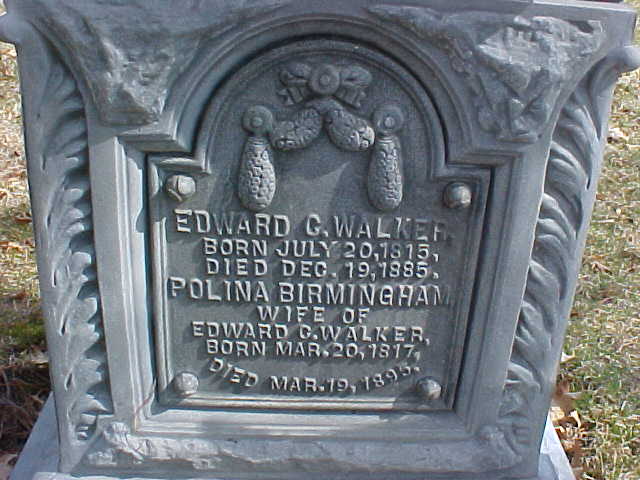 EDWARD C. WALKER,
BORN JULY 20, 1815,
DIED DEC. 19, 1885.
POLINA BIRMINGHAM
WIFE OF
EDWARD C. WALKER,
BORN MAR. 20, 1817,
DIED MAR. 19, 1895.